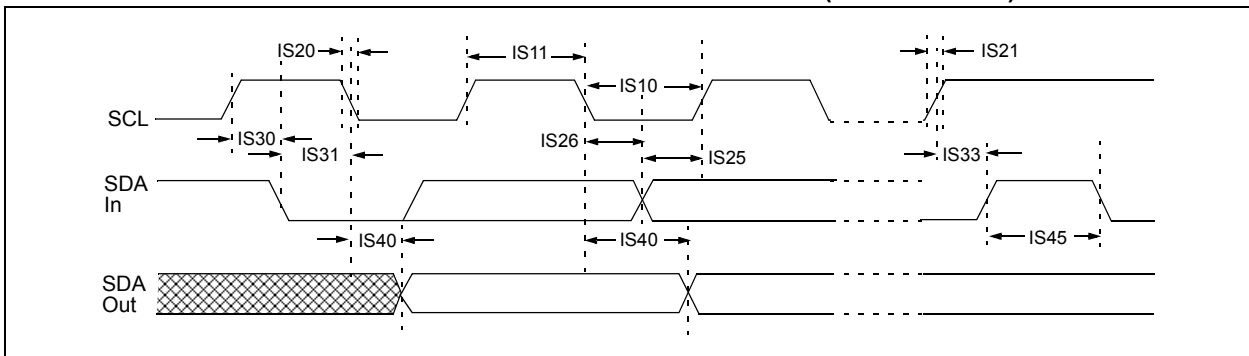 IS20
IS11
IS21
IS10
SCL
IS30
IS26
IS31
IS25
IS33
SDA
In
IS40
IS40
IS45
SDA
Out